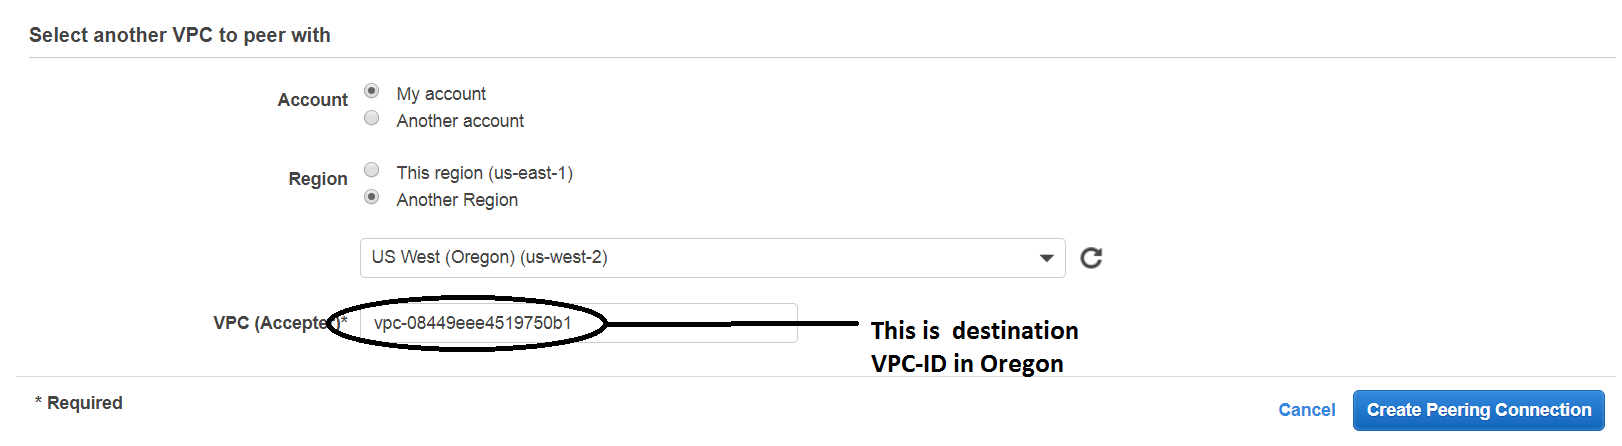 Select another VPC to peer with
Account
My account
Another account
Region
This region (us-east-1)
Another Region
US West (Oregon) (us-west-2)
VPC (Accepter)* vpc-08449eee4519750b1
This is destination
VPC-ID in Oregon
* Required
Cancel Create Peering Connection